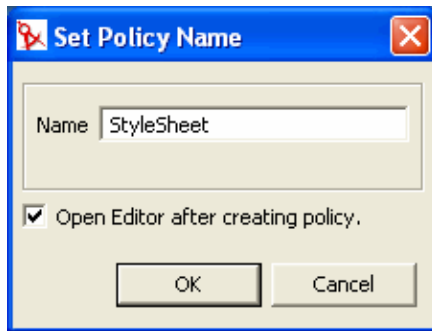 Set Policy Name
Name StyleSheet
Open Editor after creating policy.
OK Cancel